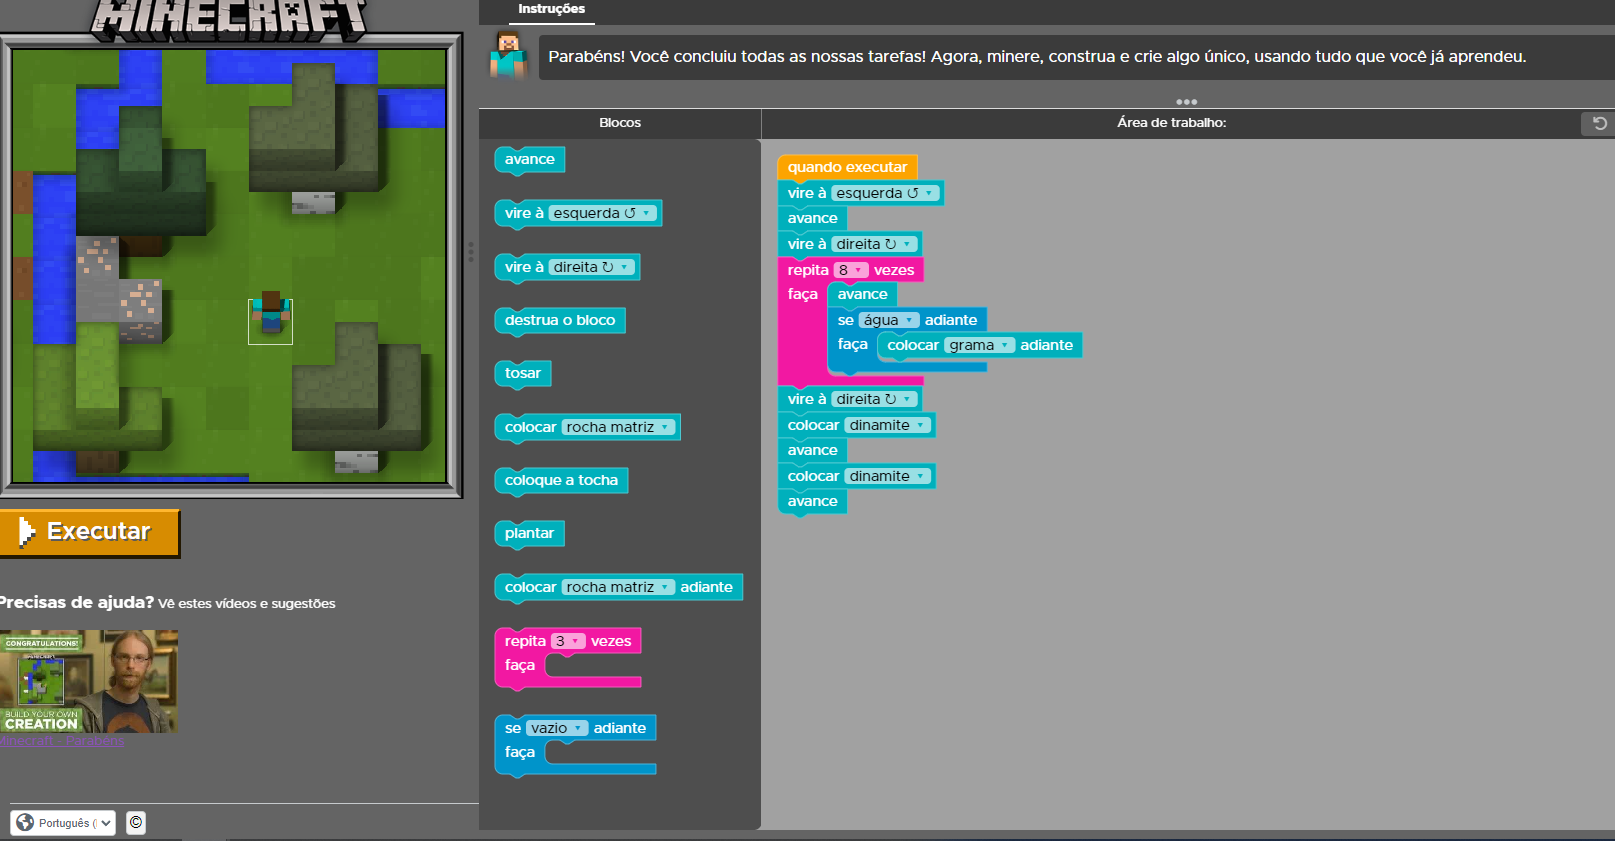 MINECRAFT
Instruções
Parabéns! Você concluiu todas as nossas tarefas! Agora, minere, construa e crie algo único, usando tudo que você já aprendeu.
Blocos
Área de trabalho:
avance
vire à esquerda ↺
vire à direita ↻
destrua o bloco
tosar
colocar rocha matriz
coloque a tocha
plantar
colocar rocha matriz adiante
repita 3 vezes
faça
se vazio adiante
faça
quando executar
vire à esquerda ↺
avance
vire à direita ↻
repita 8 vezes
faça avance
se água adiante
faça colocar grama adiante
vire à direita ↻
colocar dinamite
avance
colocar dinamite
avance
Executar
Precisas de ajuda? Vê estes vídeos e sugestões
CONGRATULATIONS!
BUILD YOUR OWN
CREATION
Minecraft - Parabéns
Português (
©